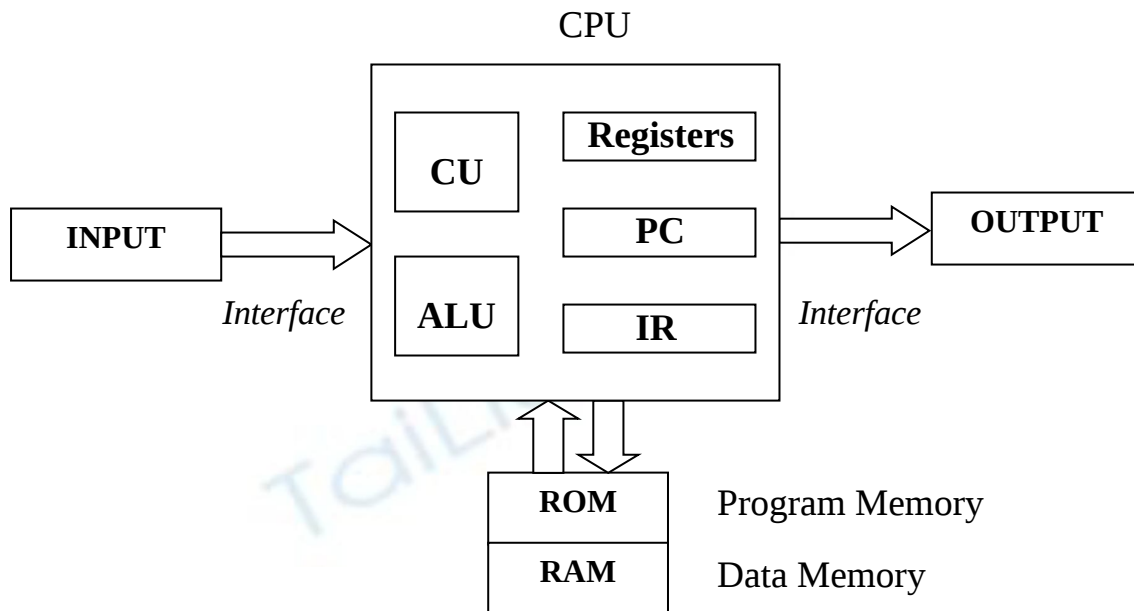 CPU
CU
Registers
INPUT
PC
OUTPUT
Interface
ALU
IR
Interface
ROM
Program Memory
RAM
Data Memory